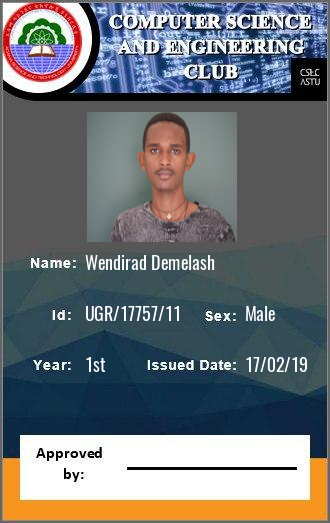 COMPUTER SCIENCE
AND ENGINEERING
CLUB
CSEC
ASTU
Name: Wendirad Demelash
Id: UGR/17757/11 Sex: Male
Year: 1st Issued Date: 17/02/19
Approved
by: